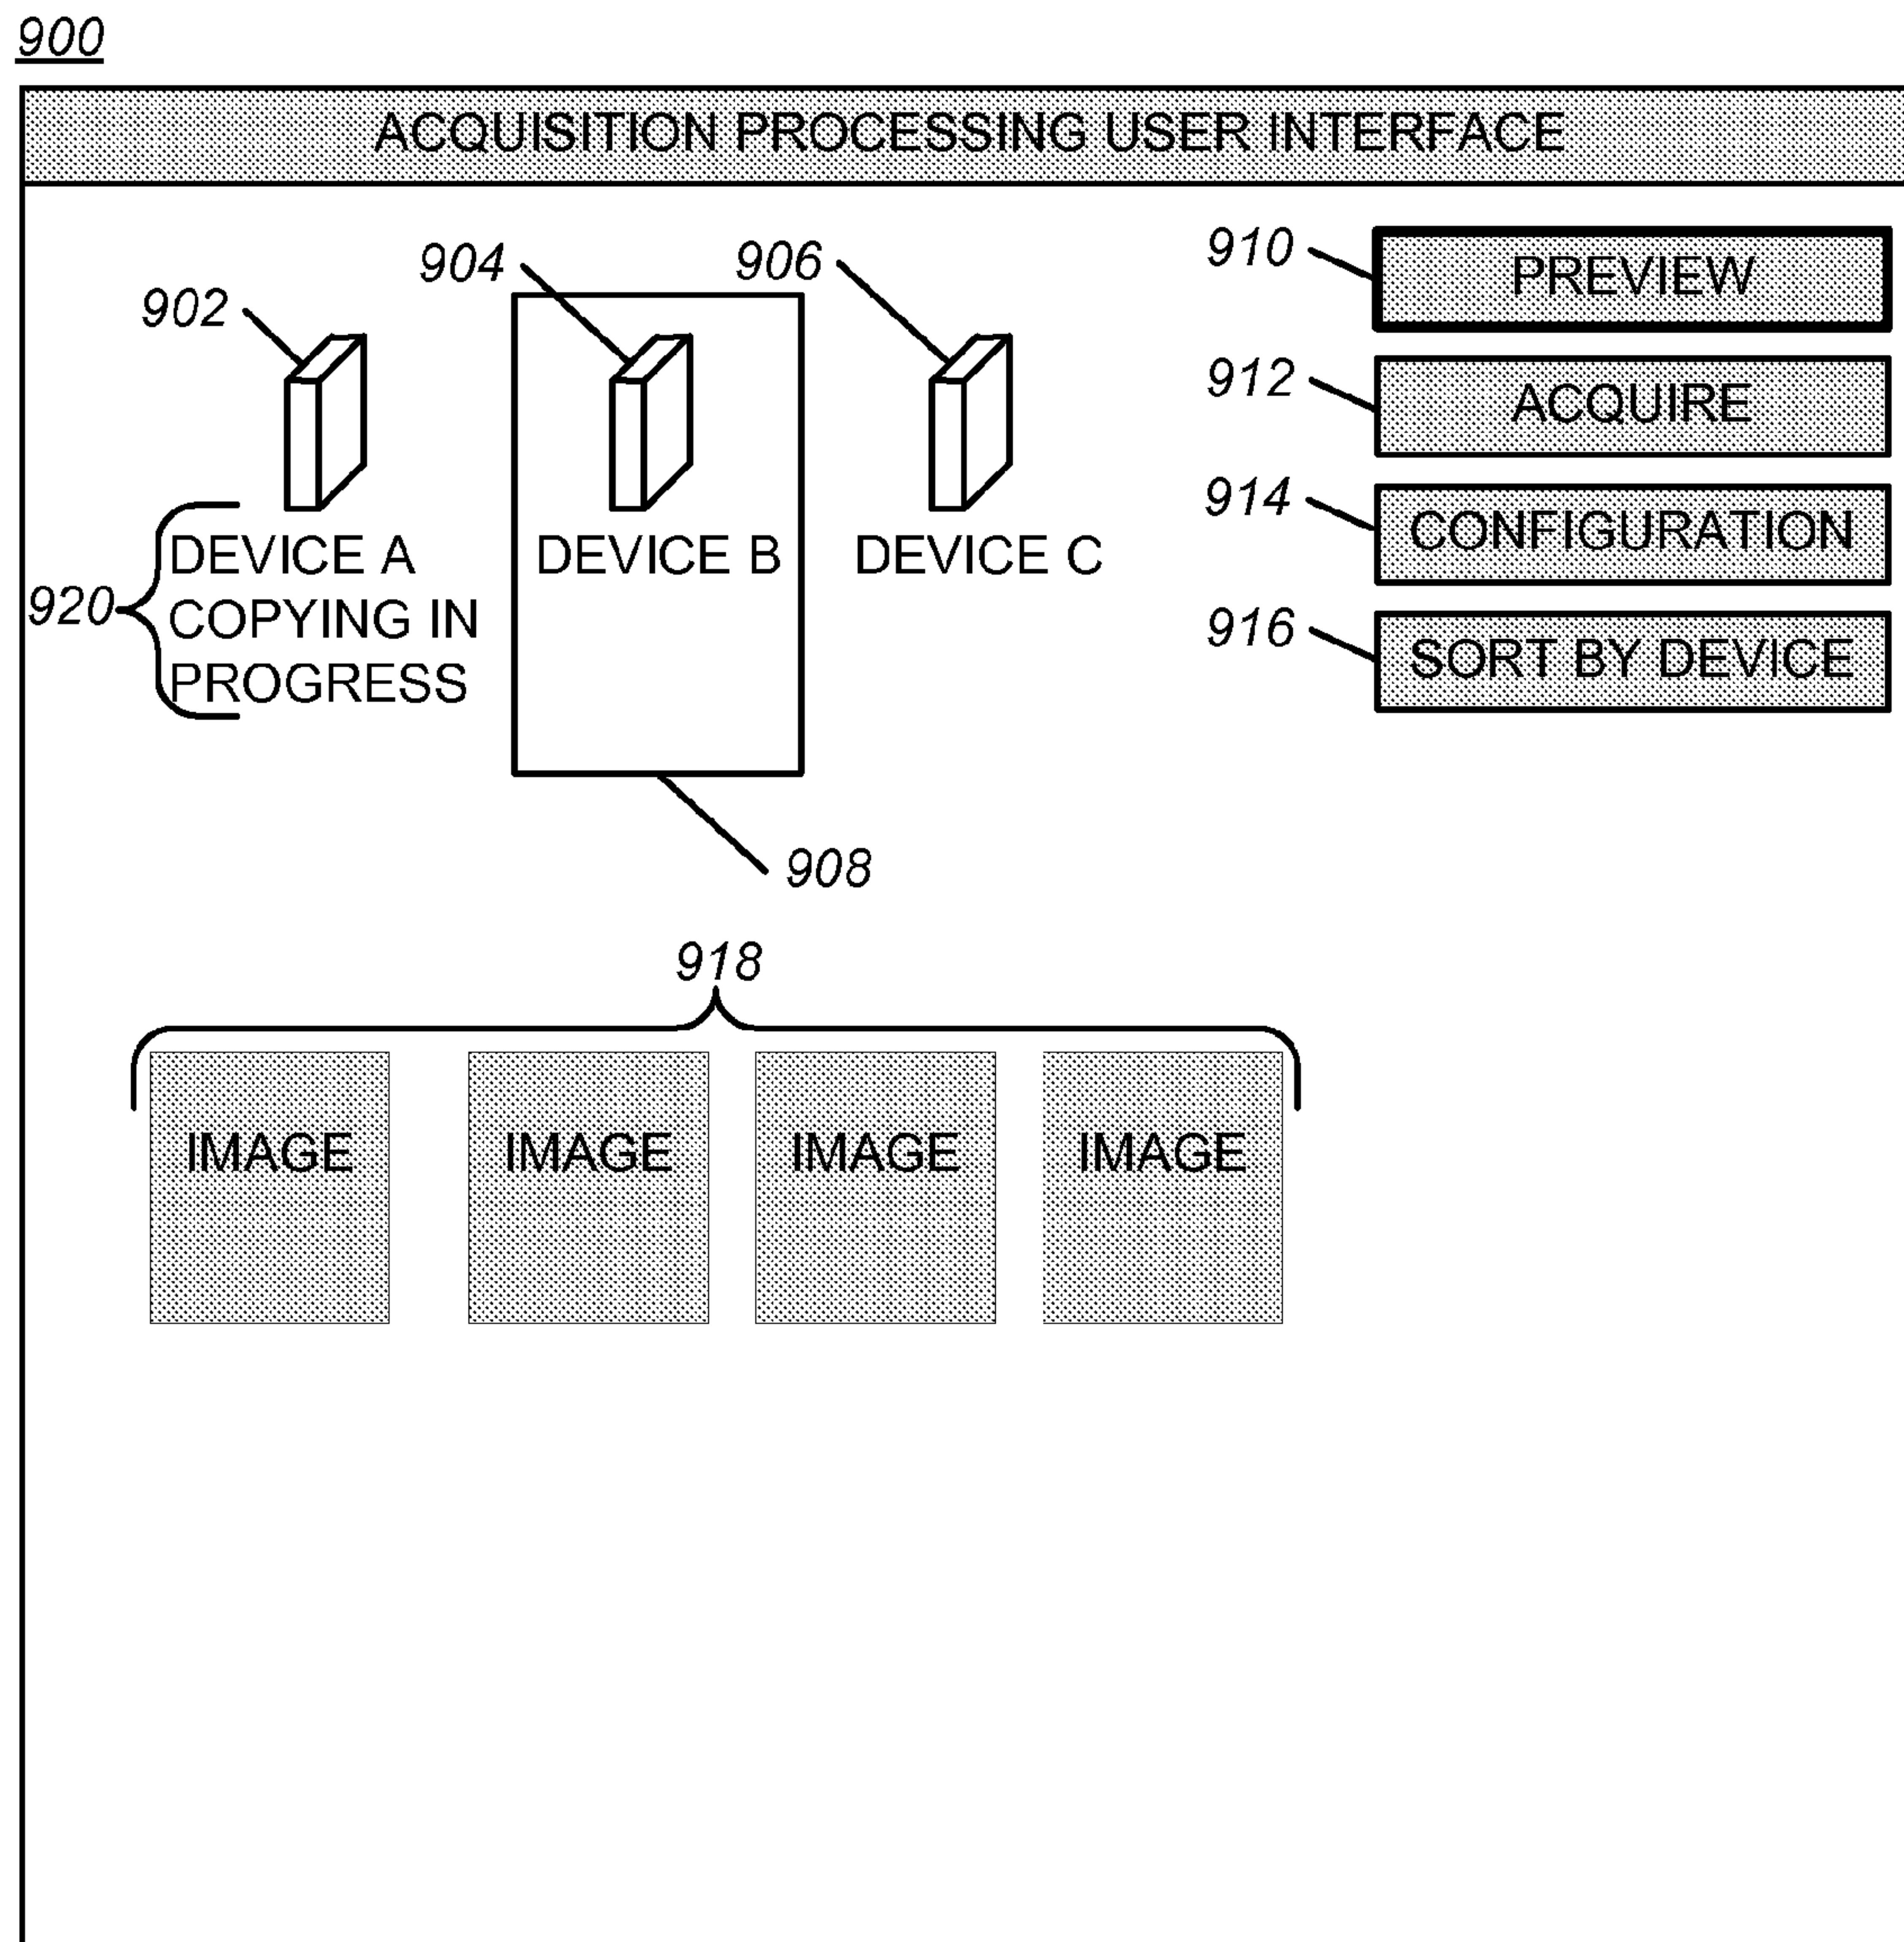 900
ACQUISITION PROCESSING USER INTERFACE
902
904
906
910
PREVIEW
912
ACQUIRE
914
CONFIGURATION
916
SORT BY DEVICE
920
DEVICE A
COPYING IN
PROGRESS
DEVICE B
DEVICE C
908
918
IMAGE
IMAGE
IMAGE
IMAGE